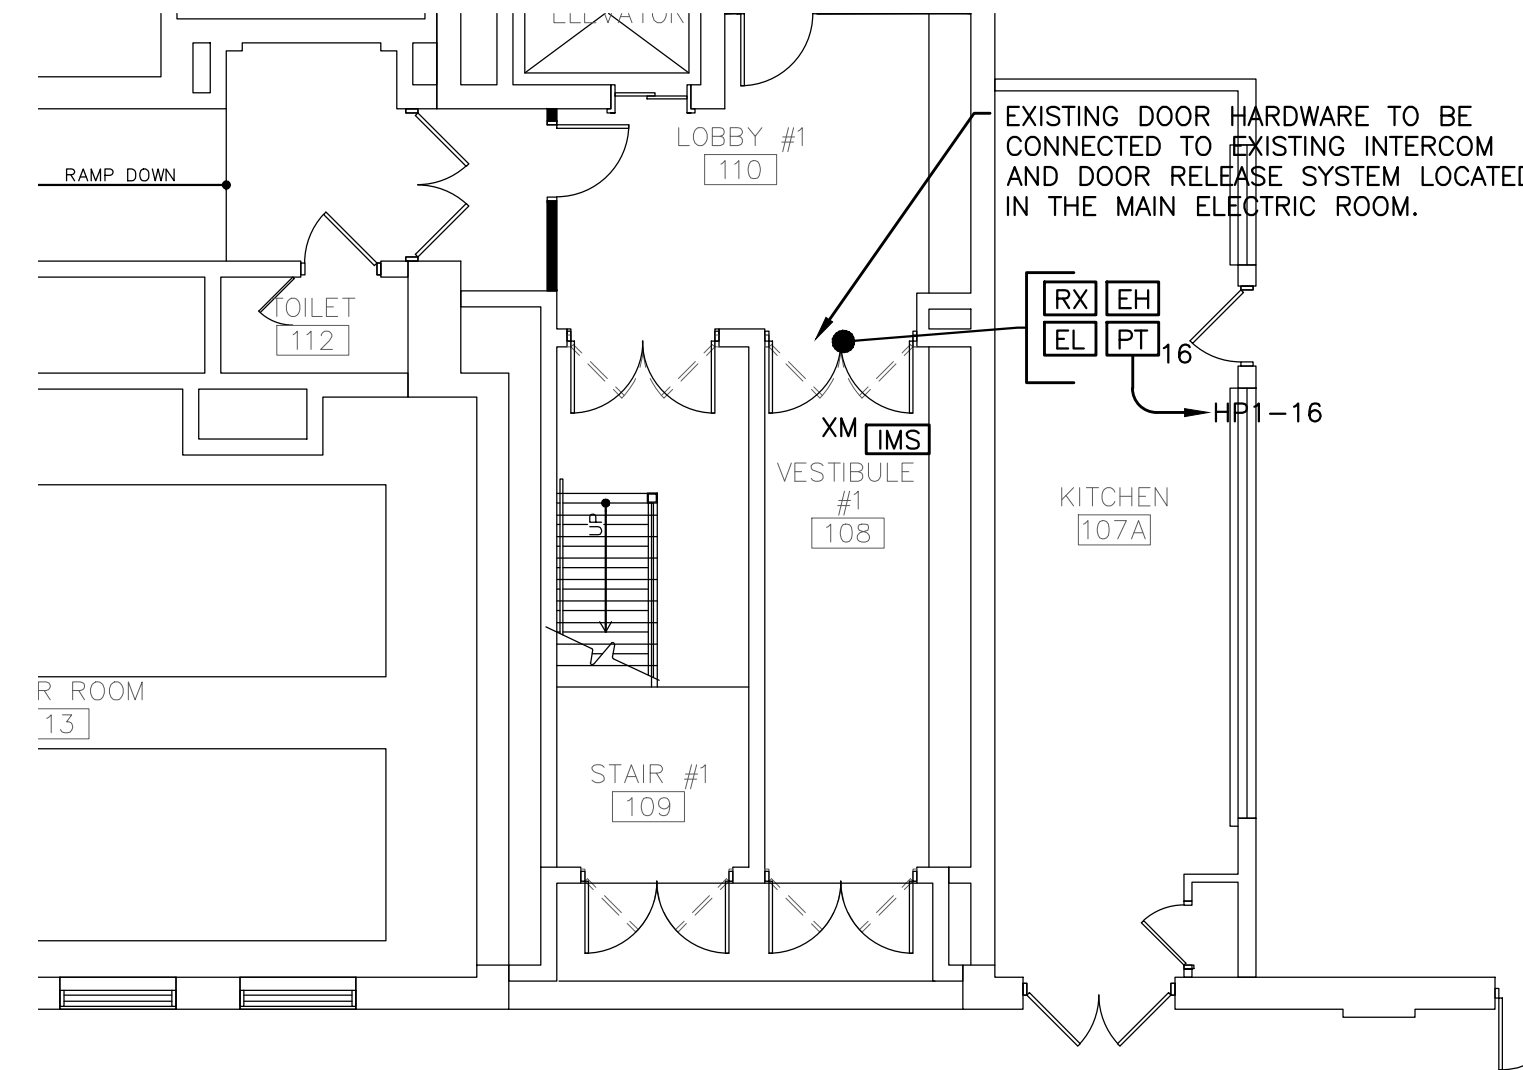 ELEVATOR
EXISTING DOOR HARDWARE TO BE
CONNECTED TO EXISTING INTERCOM
AND DOOR RELEASE SYSTEM LOCATED
IN THE MAIN ELECTRIC ROOM.
LOBBY #1
110
RAMP DOWN
TOILET
112
RX EH
EL PT 16
HP1-16
XM IMS
VESTIBULE
#1
108
KITCHEN
107A
UP
R ROOM
13
STAIR #1
109